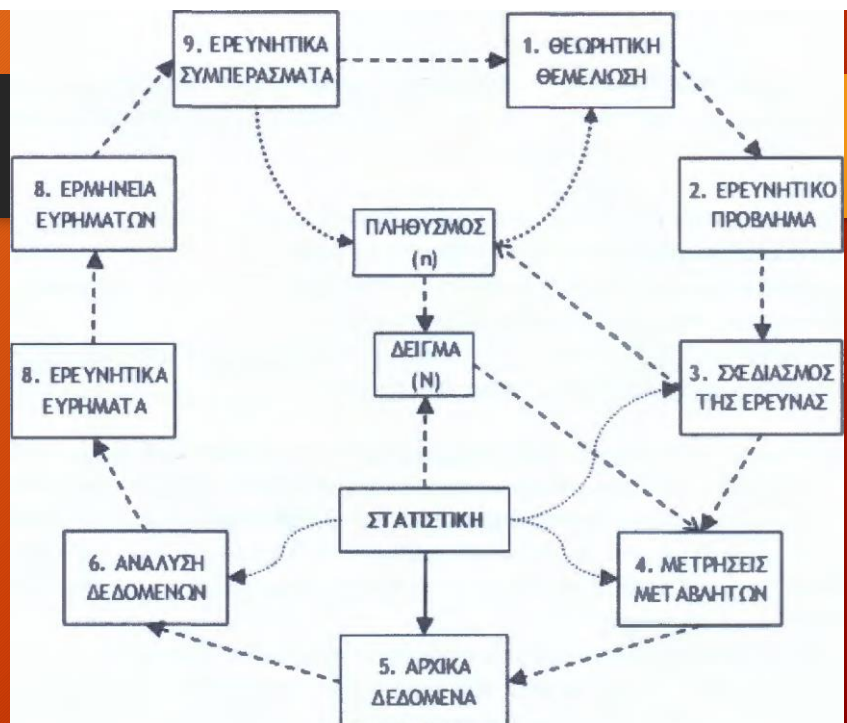 9. ΕΡΕΥΝΗΤΙΚΑ
ΣΥΜΠΕΡΑΣΜΑΤΑ
1. ΘΕΩΡΗΤΙΚΗ
ΘΕΜΕΛΙΩΣΗ
8. ΕΡΜΗΝΕΙΑ
ΕΥΡΗΜΑΤΩΝ
2. ΕΡΕΥΝΗΤΙΚΟ
ΠΡΟΒΛΗΜΑ
ΠΛΗΘΥΣΜΟΣ
(n)
ΔΕΙΓΜΑ
(N)
8. ΕΡΕΥΝΗΤΙΚΑ
ΕΥΡΗΜΑΤΑ
3. ΣΧΕΔΙΑΣΜΟΣ
ΤΗΣ ΕΡΕΥΝΑΣ
ΣΤΑΤΙΣΤΙΚΗ
6. ΑΝΑΛΥΣΗ
ΔΕΔΟΜΕΝΩΝ
4. ΜΕΤΡΗΣΕΙΣ
ΜΕΤΑΒΛΗΤΩΝ
5. ΑΡΧΙΚΑ
ΔΕΔΟΜΕΝΑ